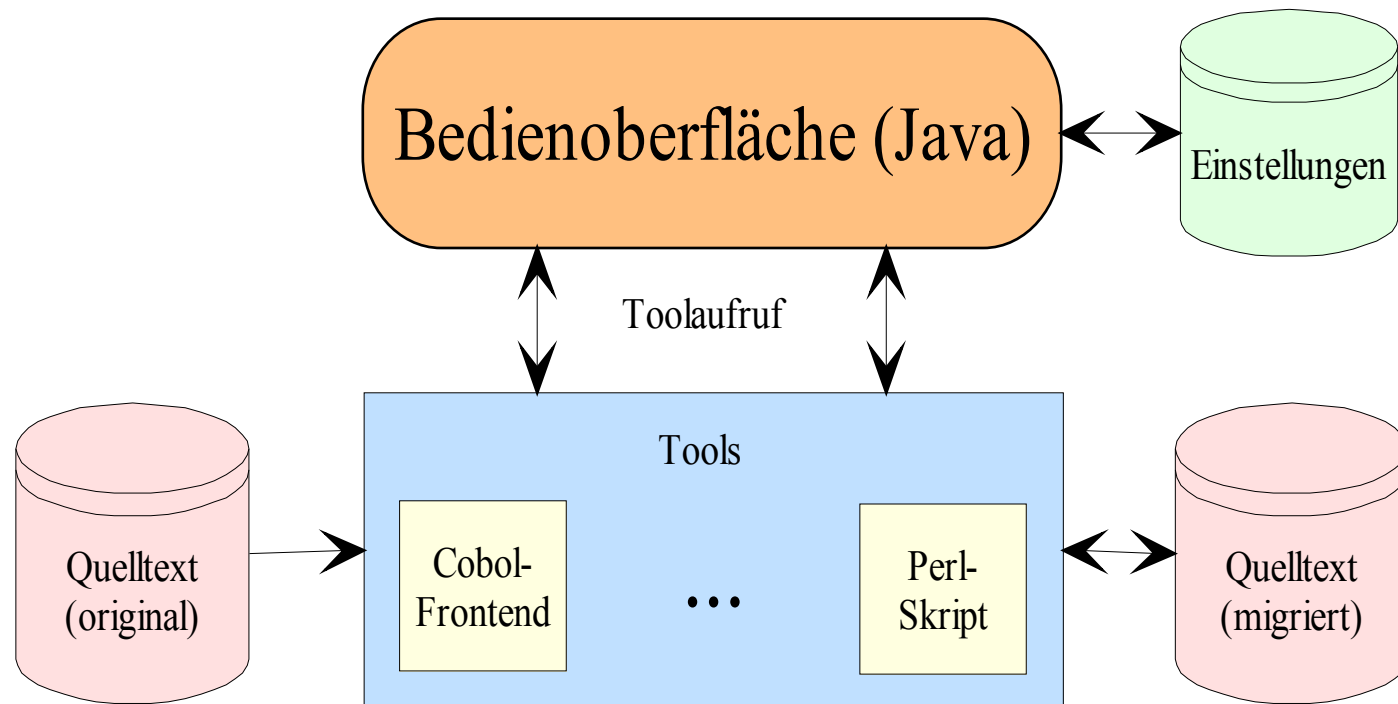 Bedienoberfläche (Java)
Einstellungen
Toolaufruf
Tools
Quelltext
(original)
Cobol-
Frontend
...
Perl-
Skript
Quelltext
(migriert)